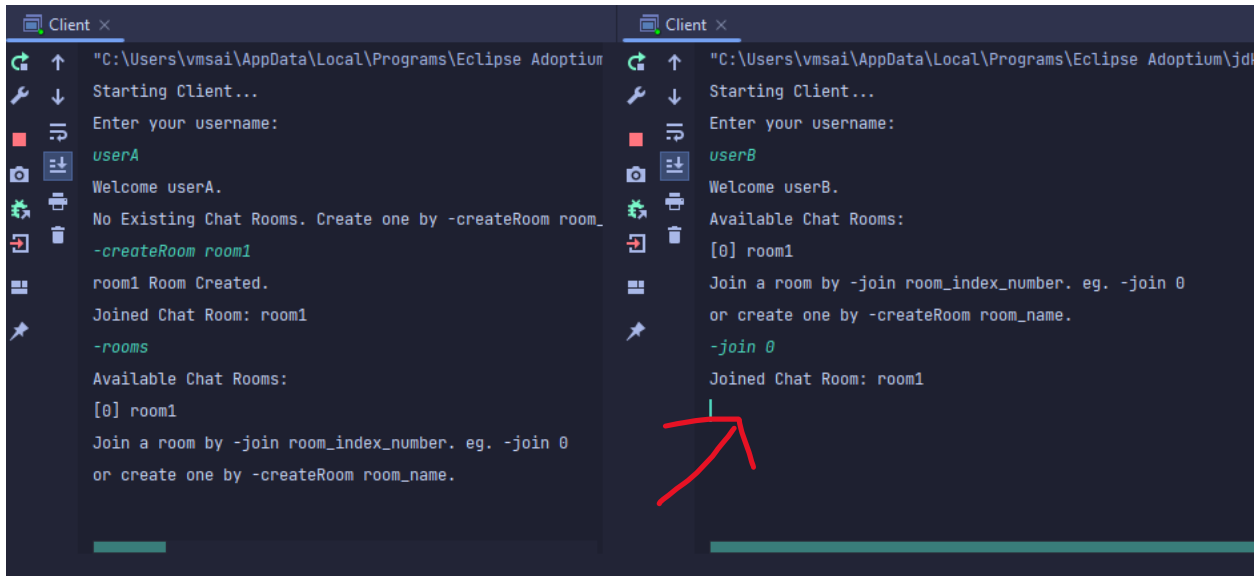 Client
"C:\Users\vmsai\AppData\Local\Programs\Eclipse Adoptium
Starting Client...
Enter your username:
userA
Welcome userA.
No Existing Chat Rooms. Create one by -createRoom room_
-createRoom room1
room1 Room Created.
Joined Chat Room: room1
-rooms
Available Chat Rooms:
[0] room1
Join a room by -join room_index_number. eg. -join 0
or create one by -createRoom room_name.
Client
"C:\Users\vmsai\AppData\Local\Programs\Eclipse Adoptium\jdk
Starting Client...
Enter your username:
userB
Welcome userB.
Available Chat Rooms:
[0] room1
Join a room by -join room_index_number. eg. -join 0
or create one by -createRoom room_name.
-join 0
Joined Chat Room: room1